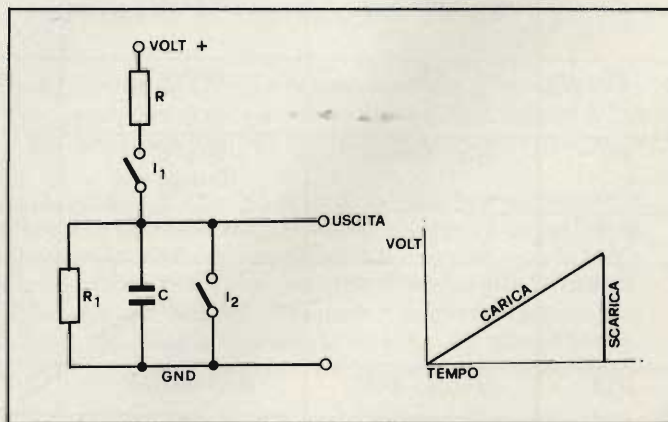 VOLT +
R
I1
USCITA
R1
C
I2
GND
VOLT
CARICA
SCARICA
TEMPO